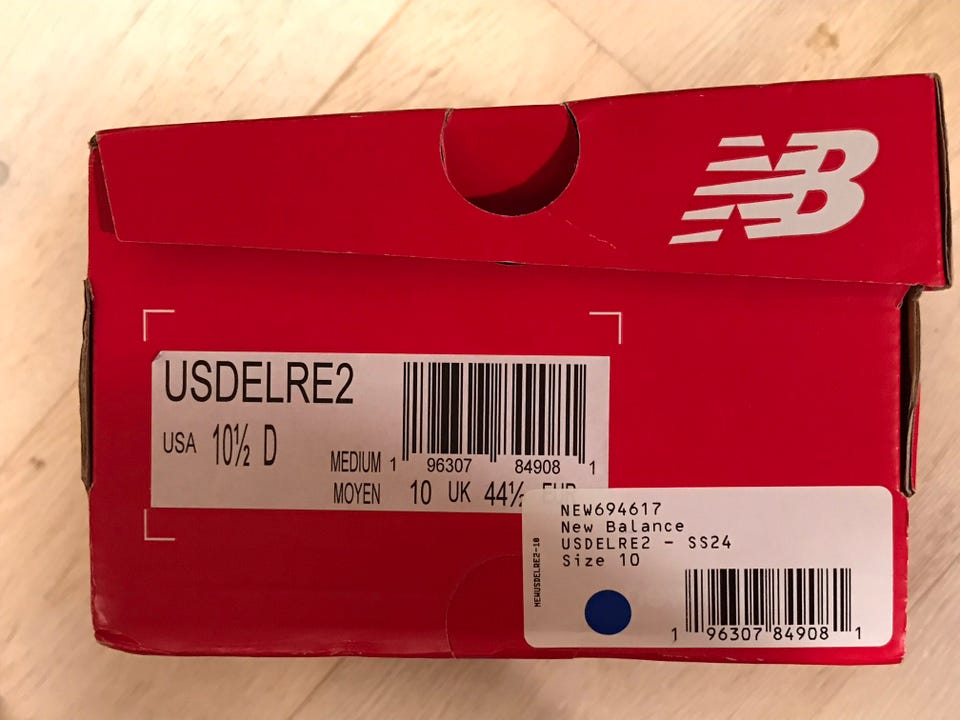 NB
USDELRE2
USA 10½ D
MEDIUM
MOYEN 10 UK 44½ EUR
1 96307 84908 1
NEW694617
New Balance
USDELRE2 - SS24
Size 10
NEWUSDELRE2-10
1 96307 84908 1